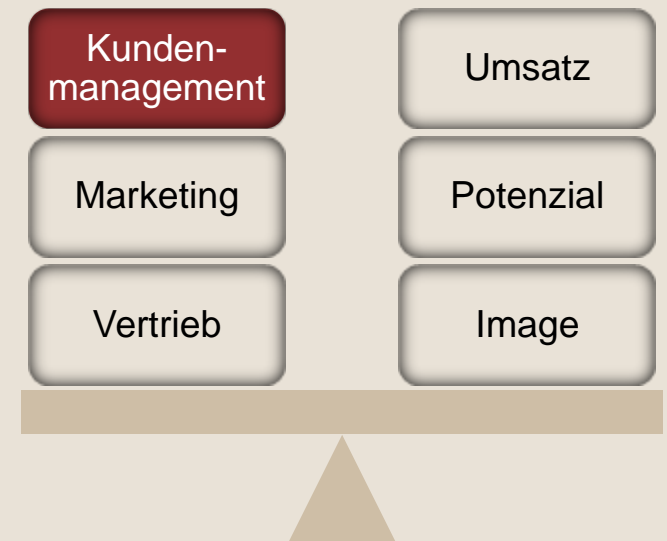 Kunden-
management
Marketing
Vertrieb
Umsatz
Potenzial
Image